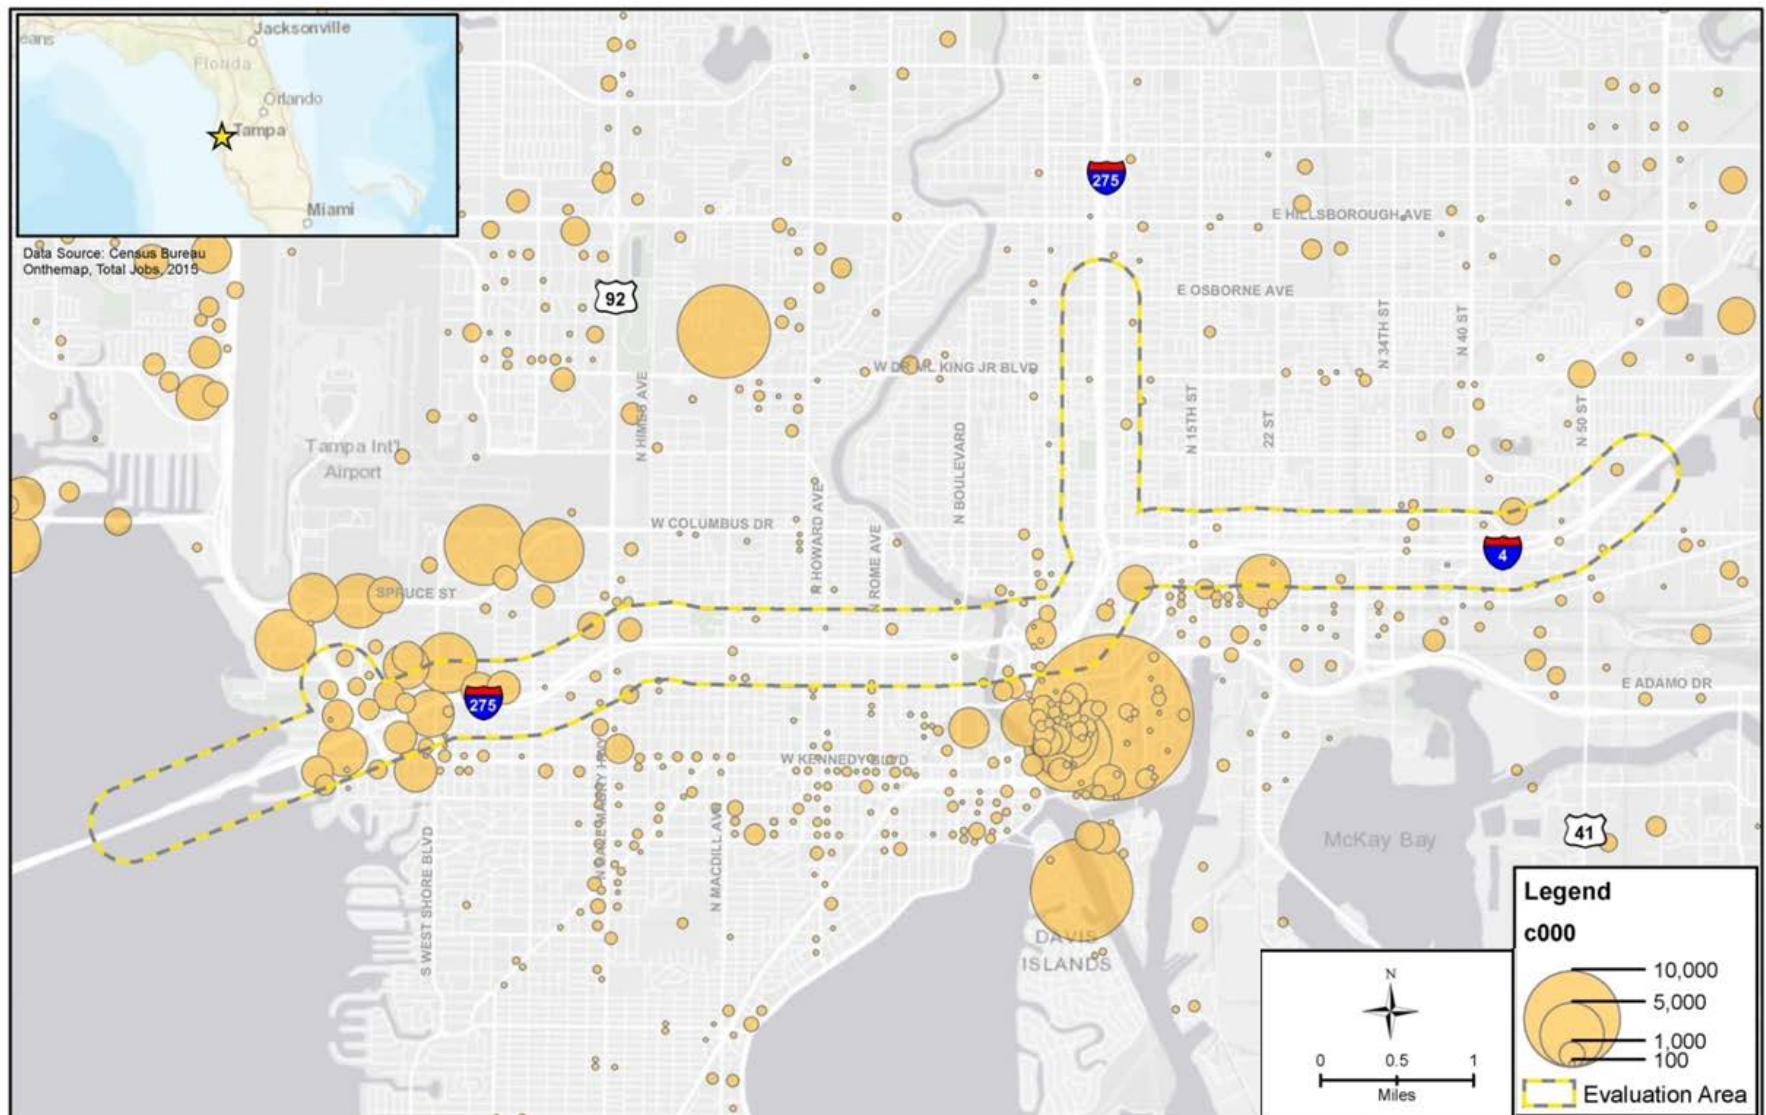 Jacksonville
eans
Florida
Orlando
Tampa
Miami
Data Source: Census Bureau
Onthemap, Total Jobs, 2015
275
E HILLSBOROUGH AVE
92
E OSBORNE AVE
N 34TH ST
N 40 ST
W DR ML KING JR BLVD
N HIMES AVE
N 15TH ST
22 ST
N 50 ST
N BOULEVARD
Tampa Int'l
Airport
W COLUMBUS DR
N HOWARD AVE
N ROME AVE
4
SPRUCE ST
275
E ADAMO DR
W KENNEDY BLVD
N DALE MABRY HWY
N MACDILL AVE
S WEST SHORE BLVD
McKay Bay
41
DAVIS
ISLANDS
Legend
c000
10,000
5,000
1,000
100
Evaluation Area
N
0 0.5 1
Miles